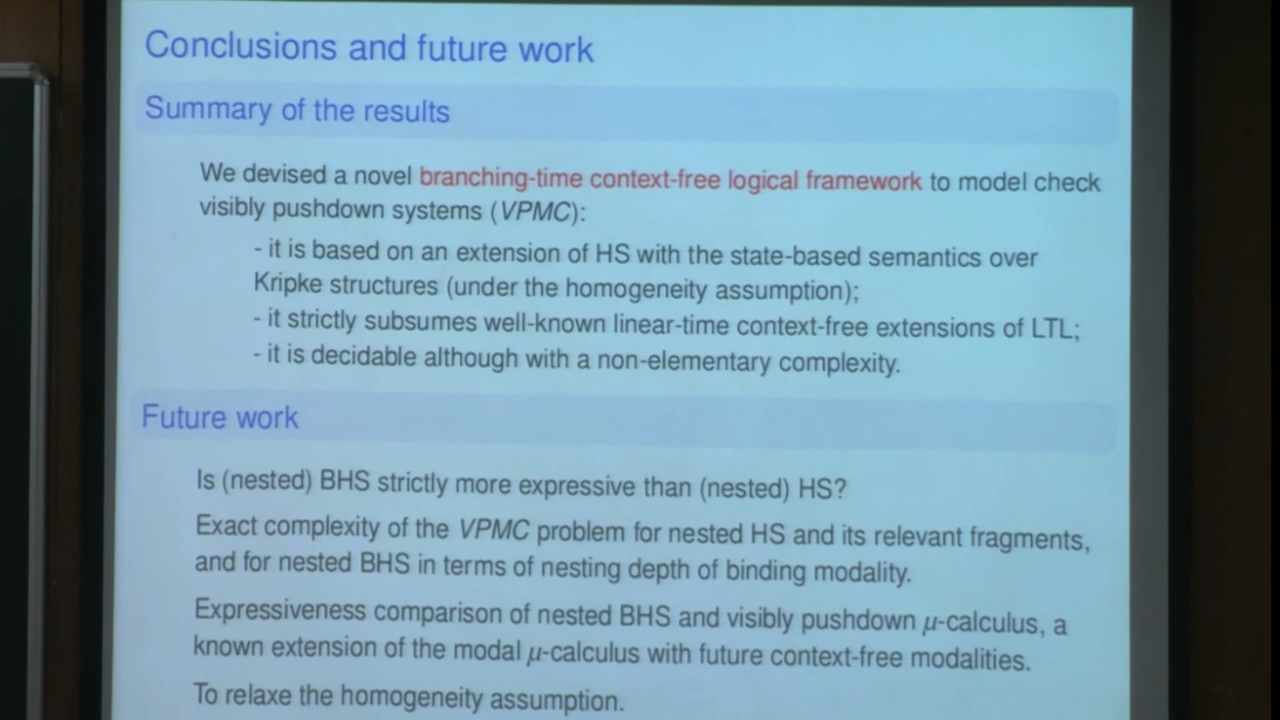 Conclusions and future work
Summary of the results
We devised a novel branching-time context-free logical framework to model check
visibly pushdown systems (VPMC):
- it is based on an extension of HS with the state-based semantics over
Kripke structures (under the homogeneity assumption);
- it strictly subsumes well-known linear-time context-free extensions of LTL;
- it is decidable although with a non-elementary complexity.
Future work
Is (nested) BHS strictly more expressive than (nested) HS?
Exact complexity of the VPMC problem for nested HS and its relevant fragments,
and for nested BHS in terms of nesting depth of binding modality.
Expressiveness comparison of nested BHS and visibly pushdown μ-calculus, a
known extension of the modal μ-calculus with future context-free modalities.
To relaxe the homogeneity assumption.